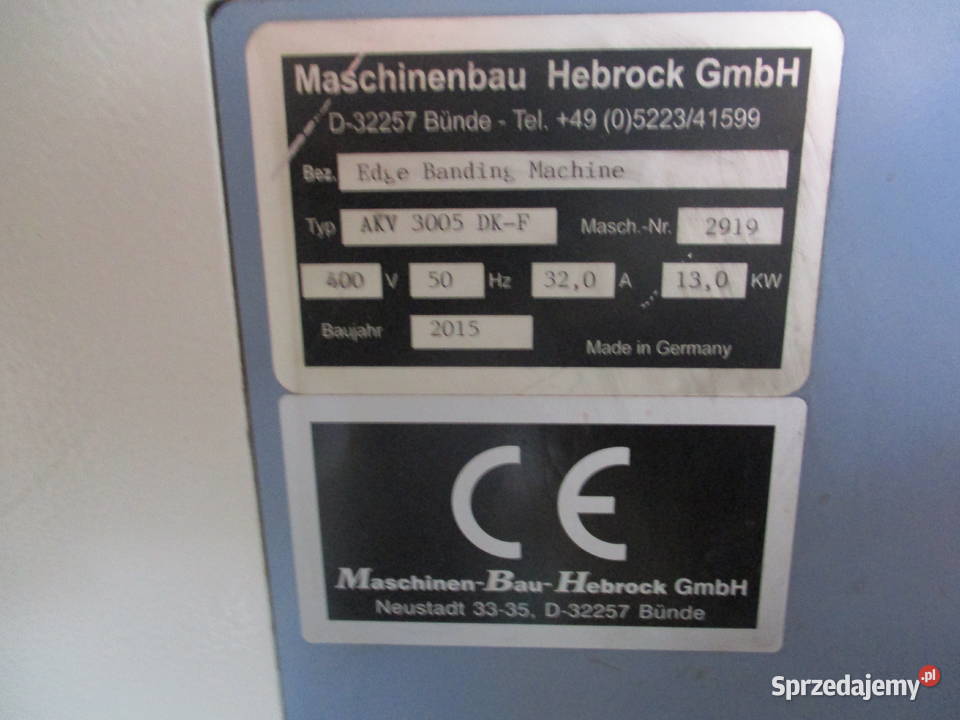 Maschinenbau Hebrock GmbH
D-32257 Bünde - Tel. +49 (0)5223/41599
Bez. Edge Banding Machine
Typ AKV 3005 DK-F Masch.-Nr. 2919
400 V 50 Hz 32,0 A 13,0 KW
Baujahr 2015 Made in Germany
CE
Maschinen-Bau-Hebrock GmbH
Neustadt 33-35, D-32257 Bünde
Sprzedajemy.pl